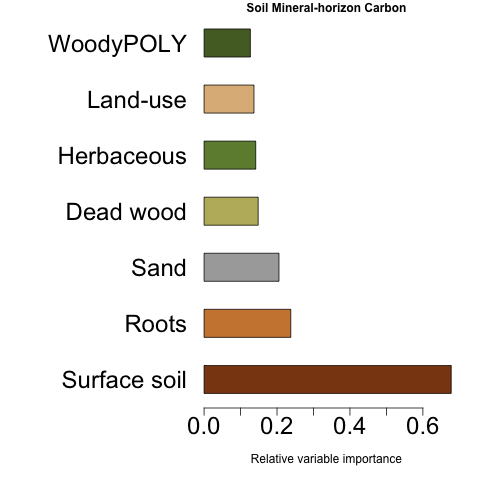 Soil Mineral-horizon Carbon
WoodyPOLY
Land-use
Herbaceous
Dead wood
Sand
Roots
Surface soil
0.0 0.2 0.4 0.6
Relative variable importance